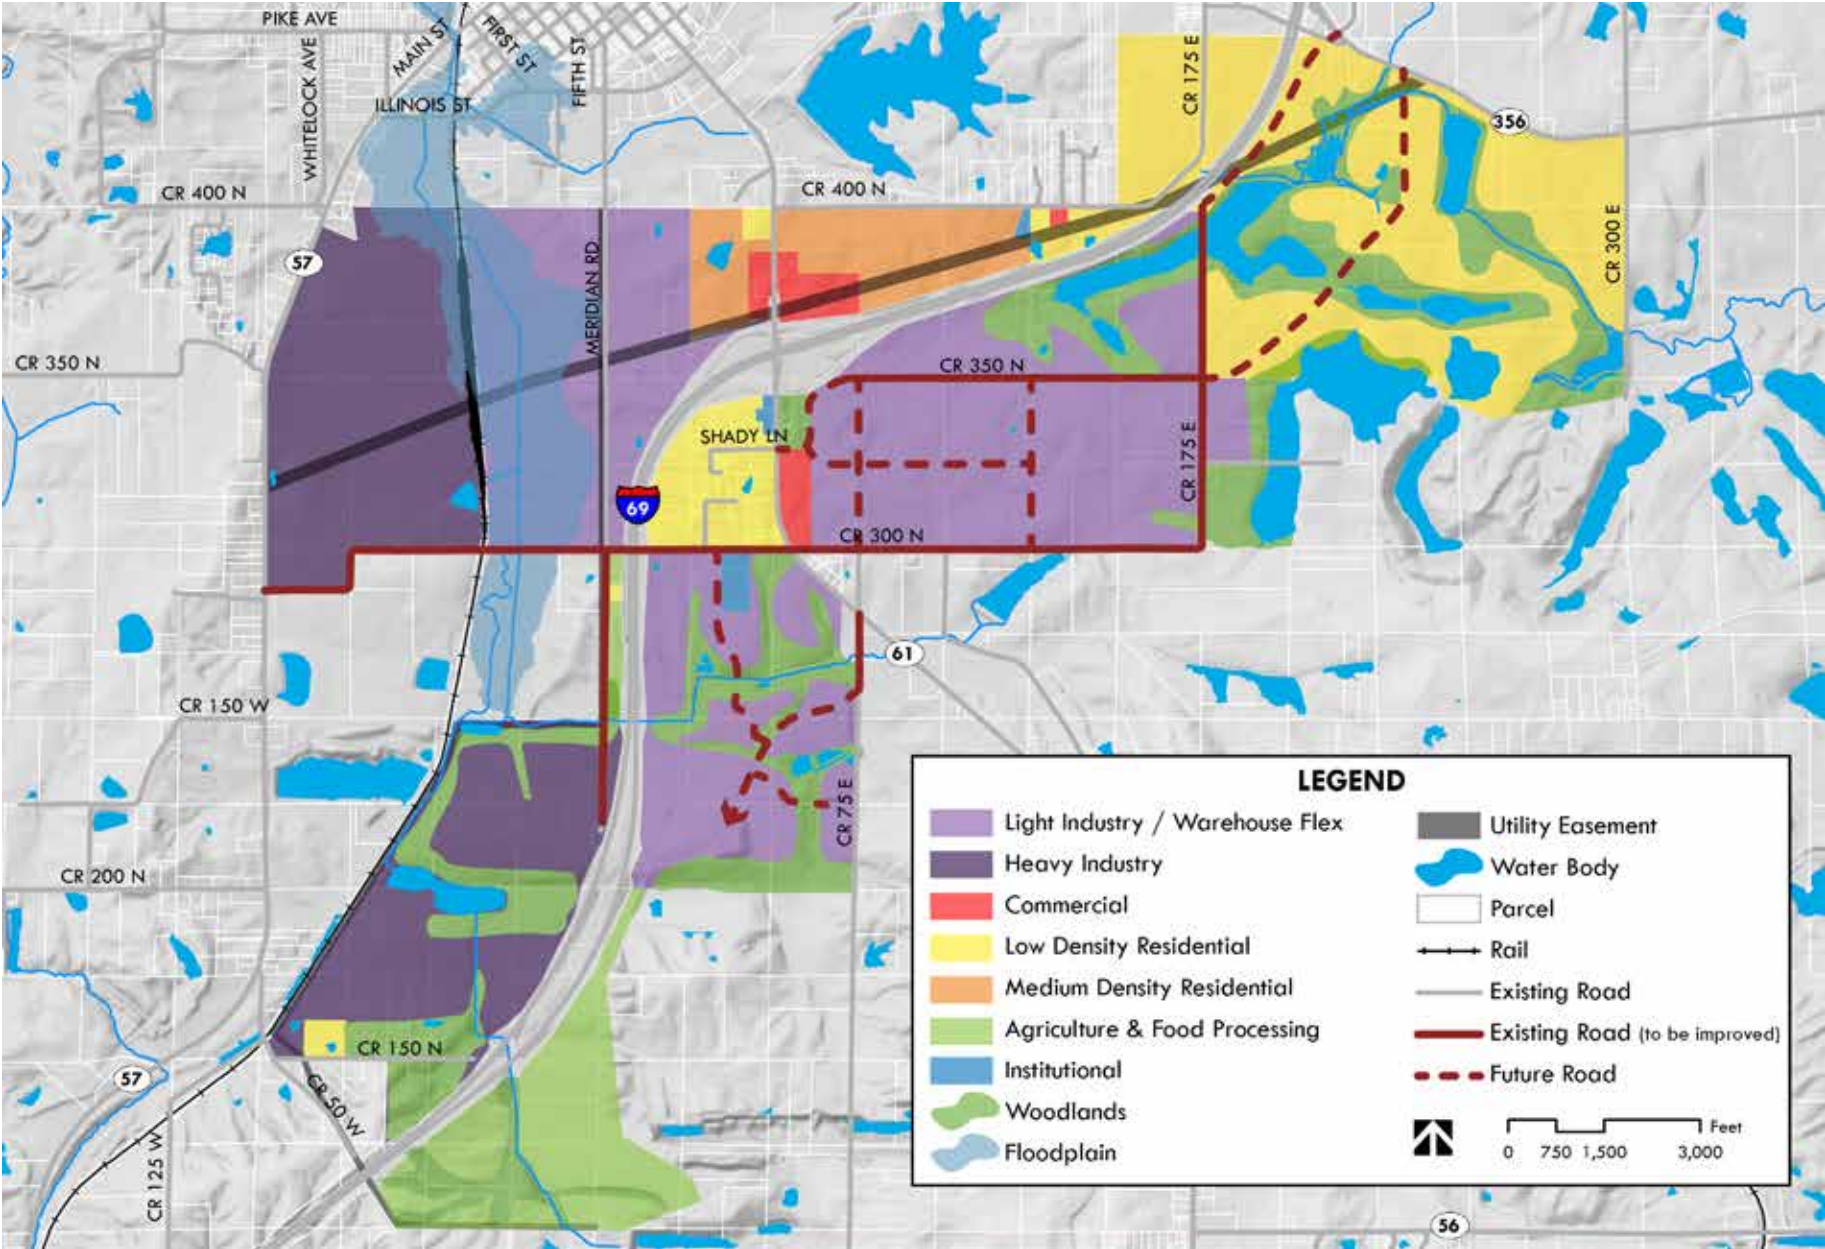 PIKE AVE
WHITELOCK AVE
MAIN ST
FIRST ST
FIFTH ST
ILLINOIS ST
CR 175 E
356
CR 400 N
CR 400 N
57
MERIDIAN RD
CR 300 E
CR 350 N
CR 350 N
SHADY LN
CR 175 E
69
CR 300 N
61
CR 150 W
CR 75 E
CR 200 N
CR 150 N
57
CR 50 W
CR 125 W
56
LEGEND
Light Industry / Warehouse Flex
Heavy Industry
Commercial
Low Density Residential
Medium Density Residential
Agriculture & Food Processing
Institutional
Woodlands
Floodplain
Utility Easement
Water Body
Parcel
Rail
Existing Road
Existing Road (to be improved)
Future Road
Feet
0 750 1,500 3,000